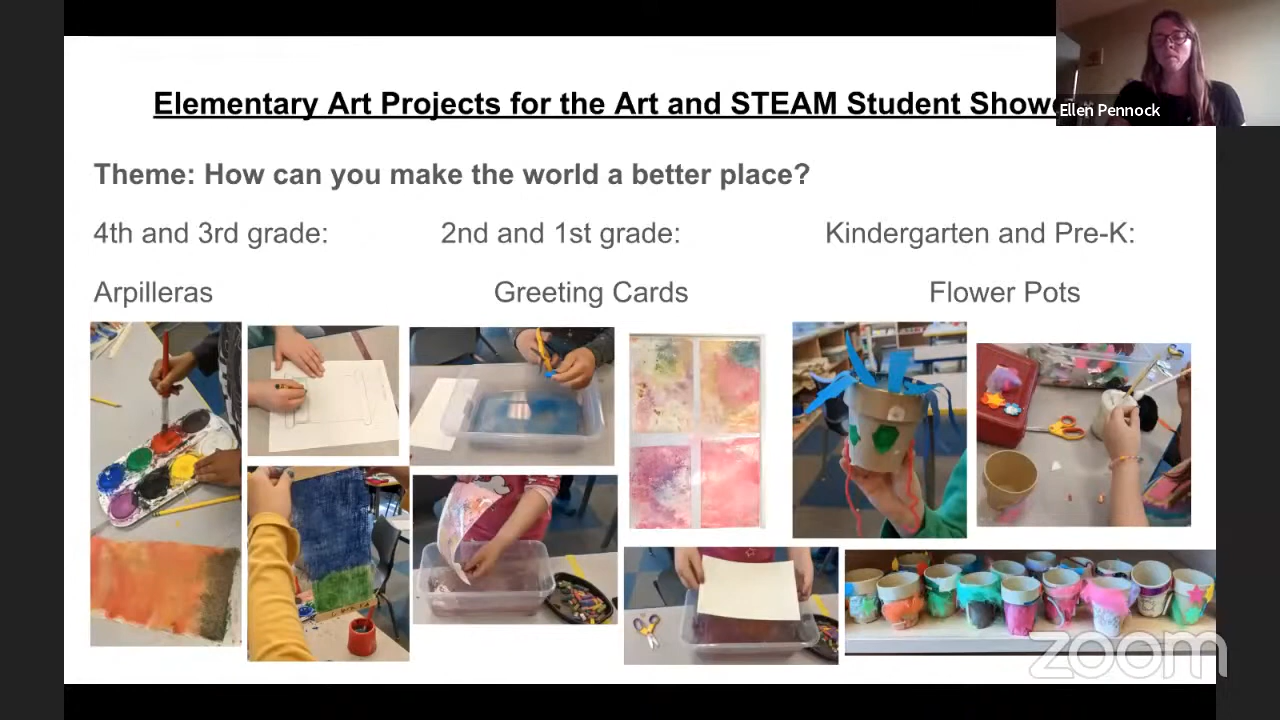 Elementary Art Projects for the Art and STEAM Student
Ellen Pennock
Theme: How can you make the world a better place?
4th and 3rd grade:
2nd and 1st grade:
Kindergarten and Pre-K:
Arpilleras
Greeting Cards
Flower Pots
zoom